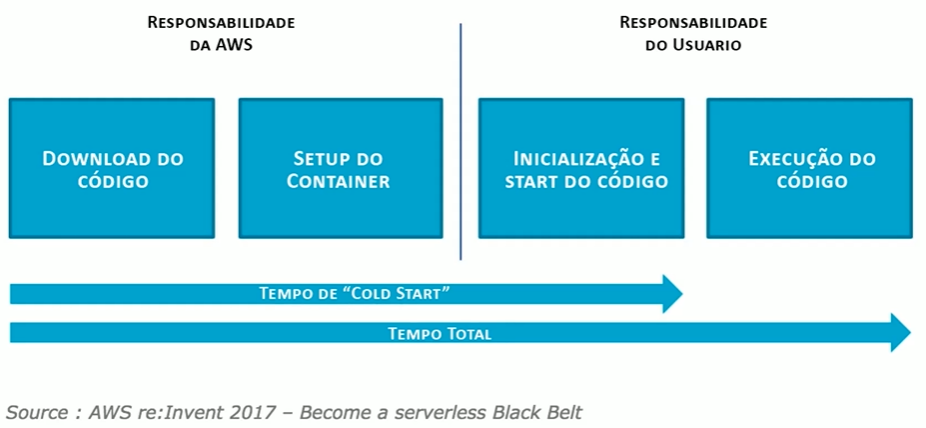 RESPONSABILIDADE
DA AWS
RESPONSABILIDADE
DO USUARIO
DOWNLOAD DO
CÓDIGO
SETUP DO
CONTAINER
INICIALIZAÇÃO E
START DO CÓDIGO
EXECUÇÃO DO
CÓDIGO
TEMPO DE “COLD START”
TEMPO TOTAL
Source : AWS re:Invent 2017 – Become a serverless Black Belt